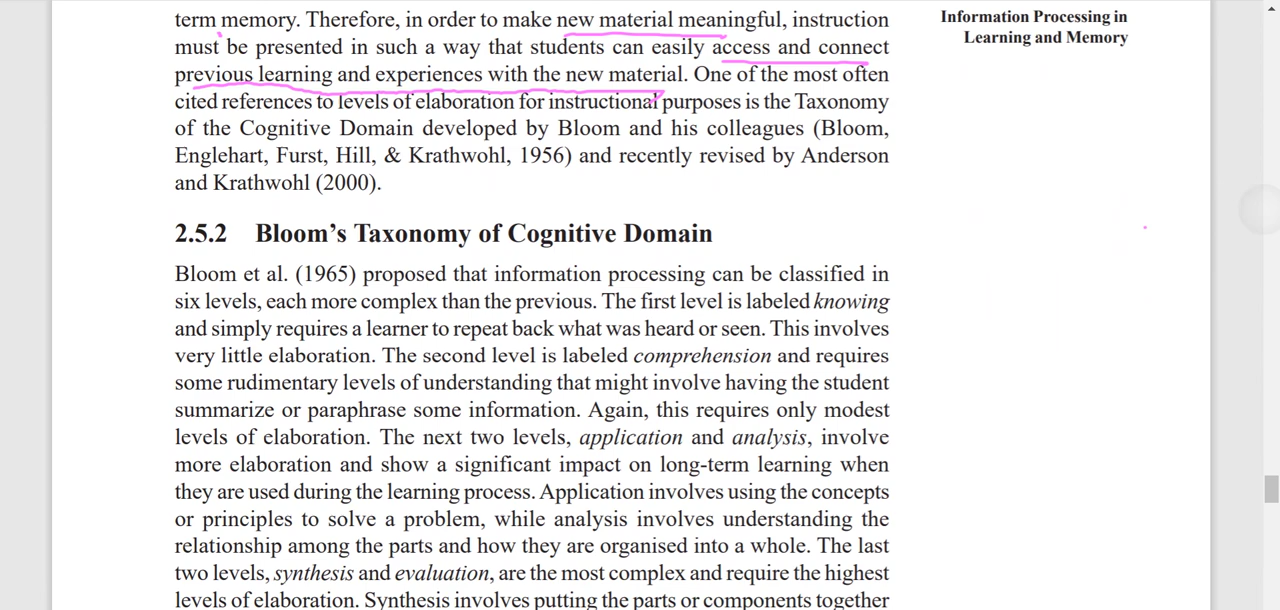 term memory. Therefore, in order to make new material meaningful, instruction
must be presented in such a way that students can easily access and connect
previous learning and experiences with the new material. One of the most often
cited references to levels of elaboration for instructional purposes is the Taxonomy
of the Cognitive Domain developed by Bloom and his colleagues (Bloom,
Englehart, Furst, Hill, & Krathwohl, 1956) and recently revised by Anderson
and Krathwohl (2000).
Information Processing in
Learning and Memory
2.5.2 Bloom’s Taxonomy of Cognitive Domain
Bloom et al. (1965) proposed that information processing can be classified in
six levels, each more complex than the previous. The first level is labeled knowing
and simply requires a learner to repeat back what was heard or seen. This involves
very little elaboration. The second level is labeled comprehension and requires
some rudimentary levels of understanding that might involve having the student
summarize or paraphrase some information. Again, this requires only modest
levels of elaboration. The next two levels, application and analysis, involve
more elaboration and show a significant impact on long-term learning when
they are used during the learning process. Application involves using the concepts
or principles to solve a problem, while analysis involves understanding the
relationship among the parts and how they are organised into a whole. The last
two levels, synthesis and evaluation, are the most complex and require the highest
levels of elaboration. Synthesis involves putting the parts or components together